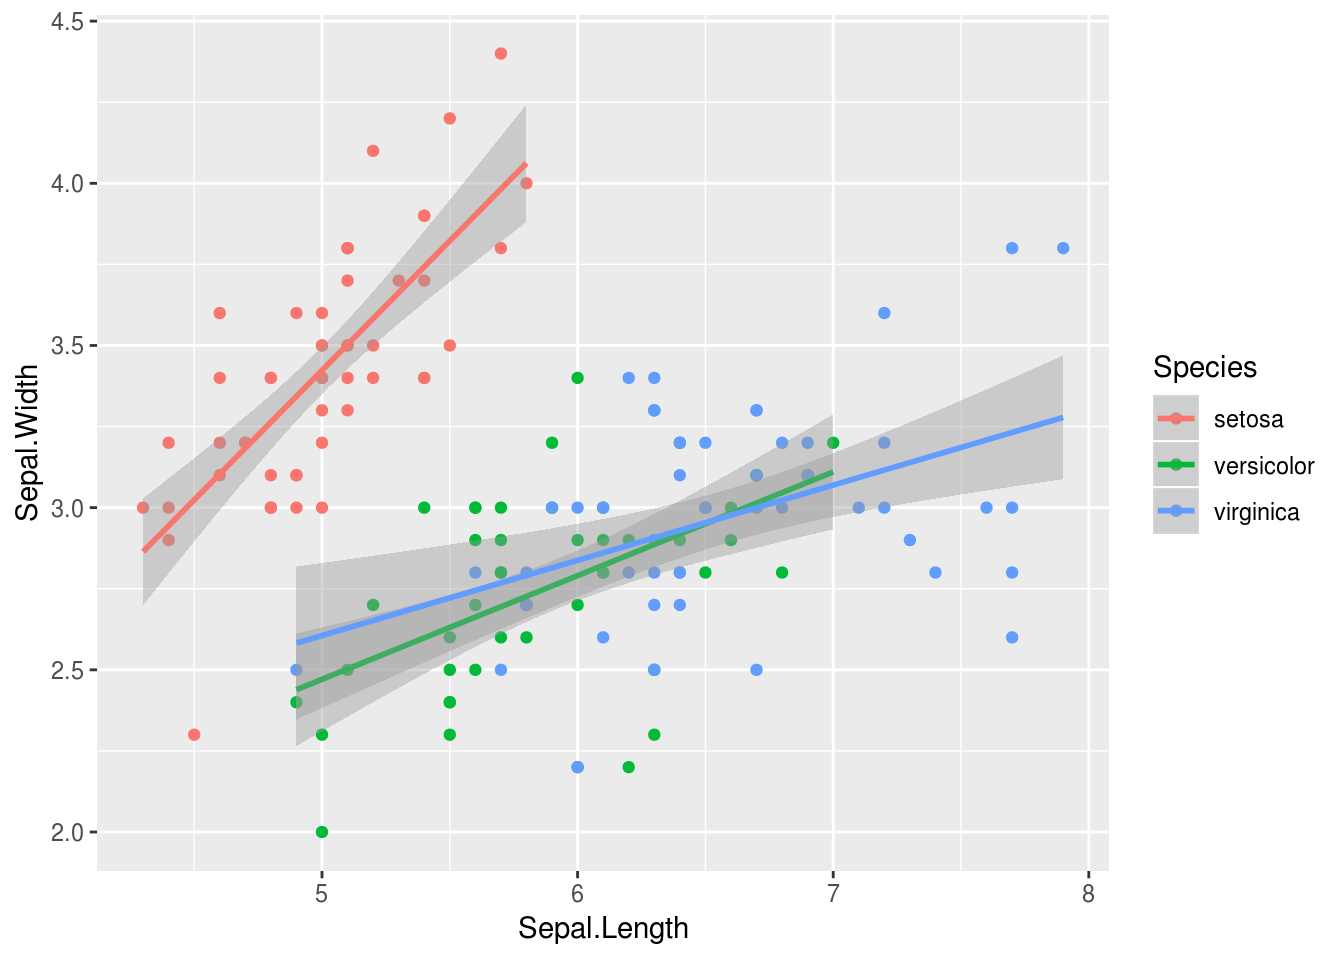 4.5
4.0
3.5
3.0
2.5
2.0
Sepal.Width
5 6 7 8
Sepal.Length
Species
setosa
versicolor
virginica